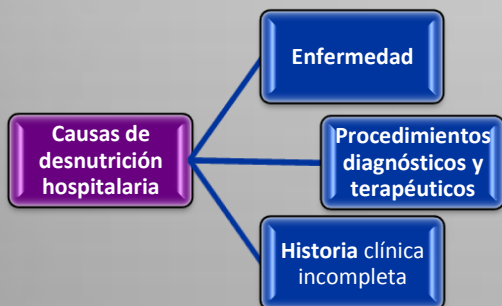 Enfermedad
Causas de
desnutrición
hospitalaria
Procedimientos
diagnósticos y
terapéuticos
Historia clínica
incompleta